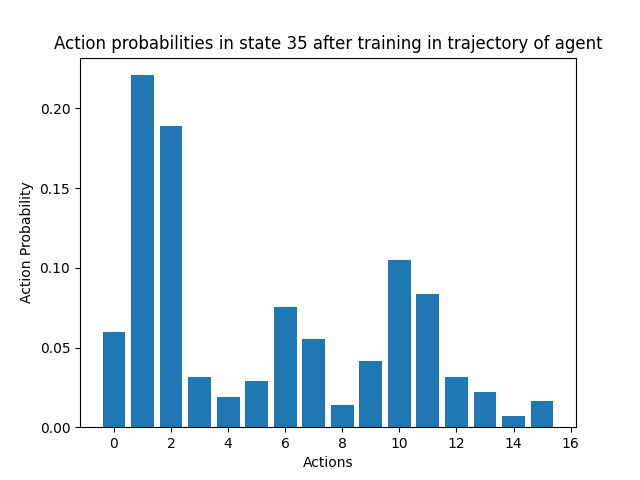 Action probabilities in state 35 after training in trajectory of agent
Action Probability
0.20
0.15
0.10
0.05
0.00
0 2 4 6 8 10 12 14 16
Actions